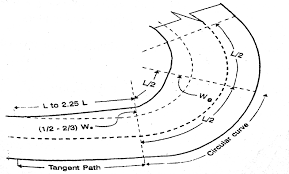 L/2
L/2
L to 2.25 L
We
(1/2 - 2/3) We
L/2
Tangent Path
Circular curve